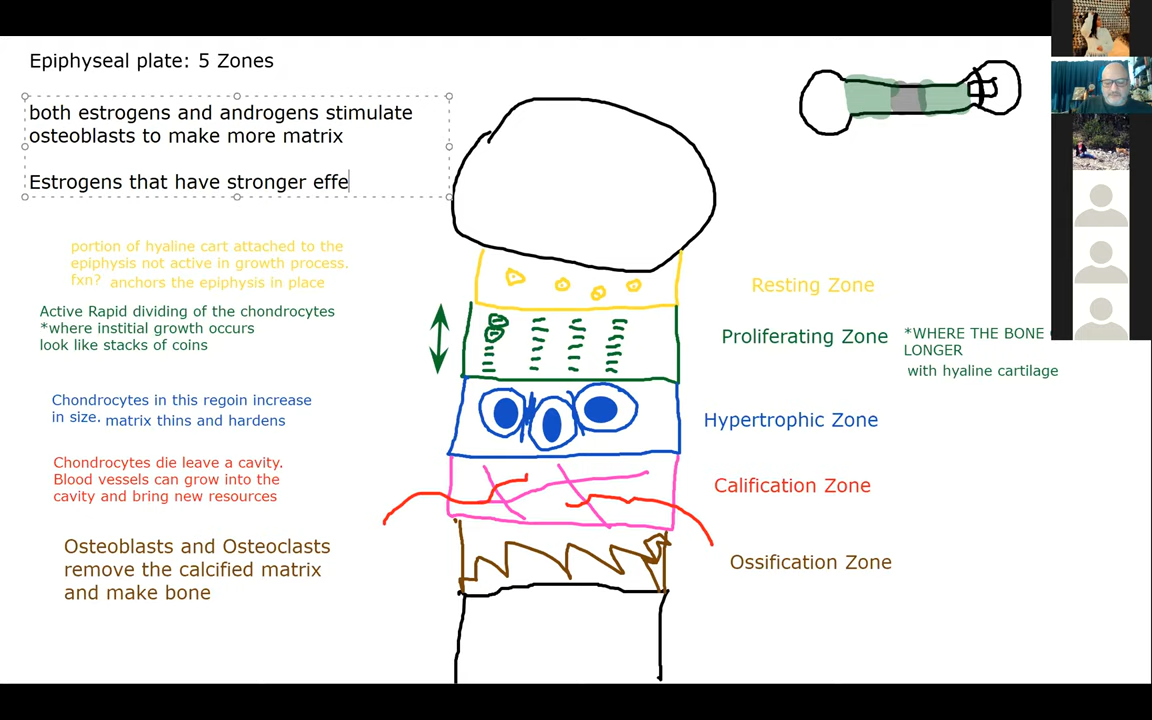 Epiphyseal plate: 5 Zones
both estrogens and androgens stimulate
osteoblasts to make more matrix
Estrogens that have stronger effe
portion of hyaline cart attached to the
epiphysis not active in growth process.
fxn? anchors the epiphysis in place
Resting Zone
Active Rapid dividing of the chondrocytes
*where institial growth occurs
look like stacks of coins
Proliferating Zone
*WHERE THE BONE
LONGER
with hyaline cartilage
Chondrocytes in this regoin increase
in size. matrix thins and hardens
Hypertrophic Zone
Chondrocytes die leave a cavity.
Blood vessels can grow into the
cavity and bring new resources
Calification Zone
Osteoblasts and Osteoclasts
remove the calcified matrix
and make bone
Ossification Zone